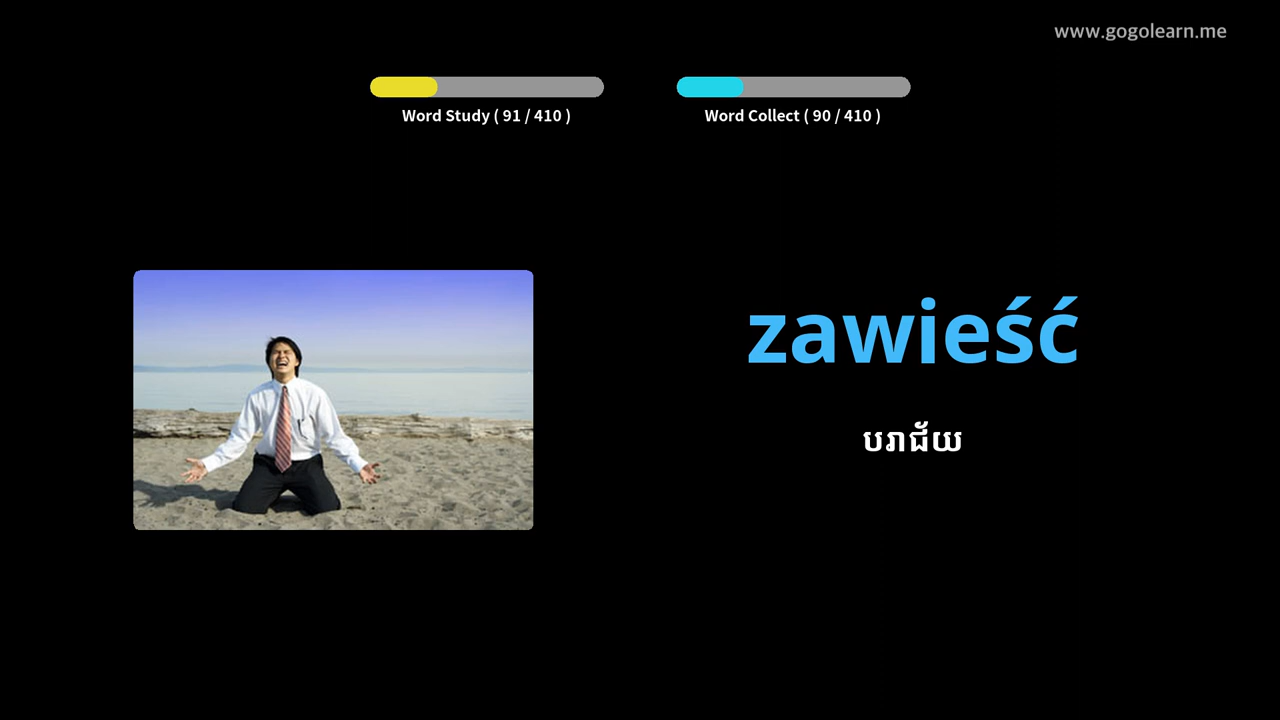 www.gogolearn.me
Word Study ( 91 / 410 )
Word Collect ( 90 / 410 )
zawieść
បរាជ័យ